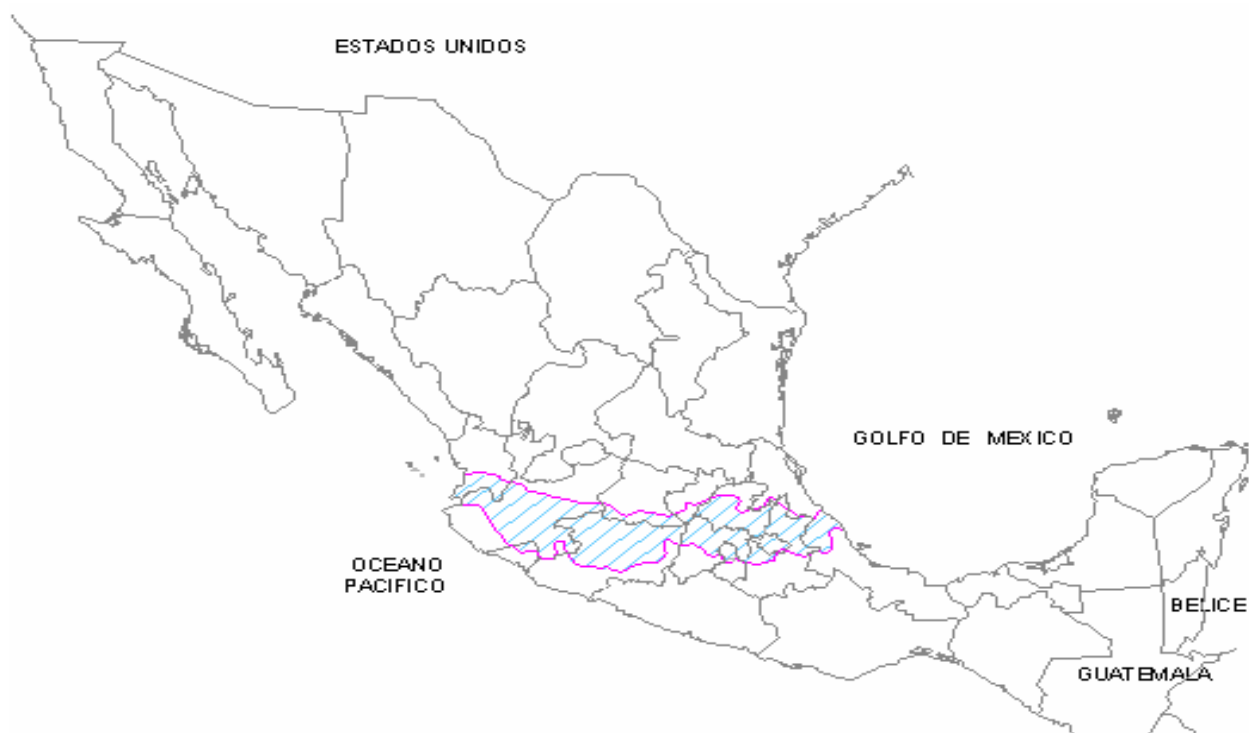 ESTADOS UNIDOS
GOLFO DE MEXICO
OCEANO
PACIFICO
BELICE
GUATEMALA